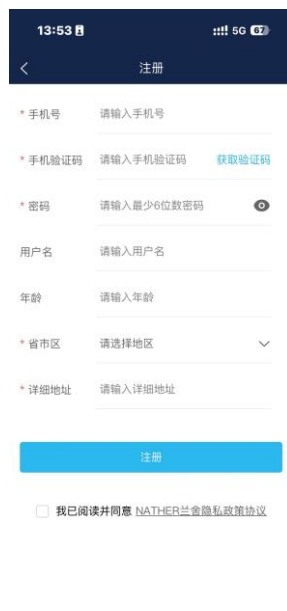 13:53 5G 67
注册
* 手机号 请输入手机号
* 手机验证码 请输入手机验证码 获取验证码
* 密码 请输入最少6位数密码
用户名 请输入用户名
年龄 请输入年龄
* 省市区 请选择地区
* 详细地址 请输入详细地址
注册
我已阅读并同意 NATHER兰舍隐私政策协议